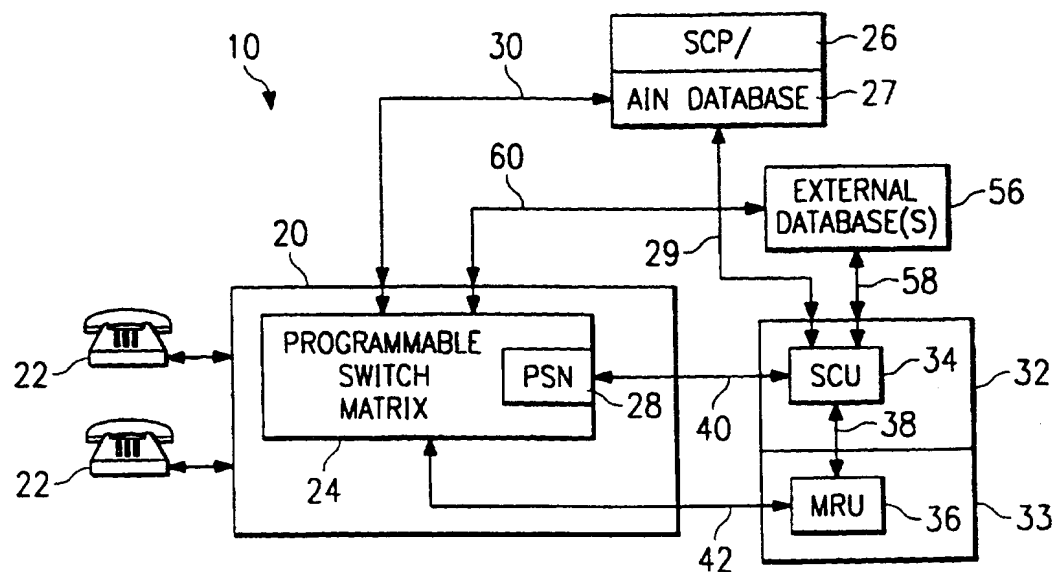 10
30
SCP/
26
AIN DATABASE
27
60
EXTERNAL
DATABASE(S)
56
20
29
58
PROGRAMMABLE
SWITCH
MATRIX
PSN
28
SCU
34
32
22
40
38
22
24
MRU
36
33
42